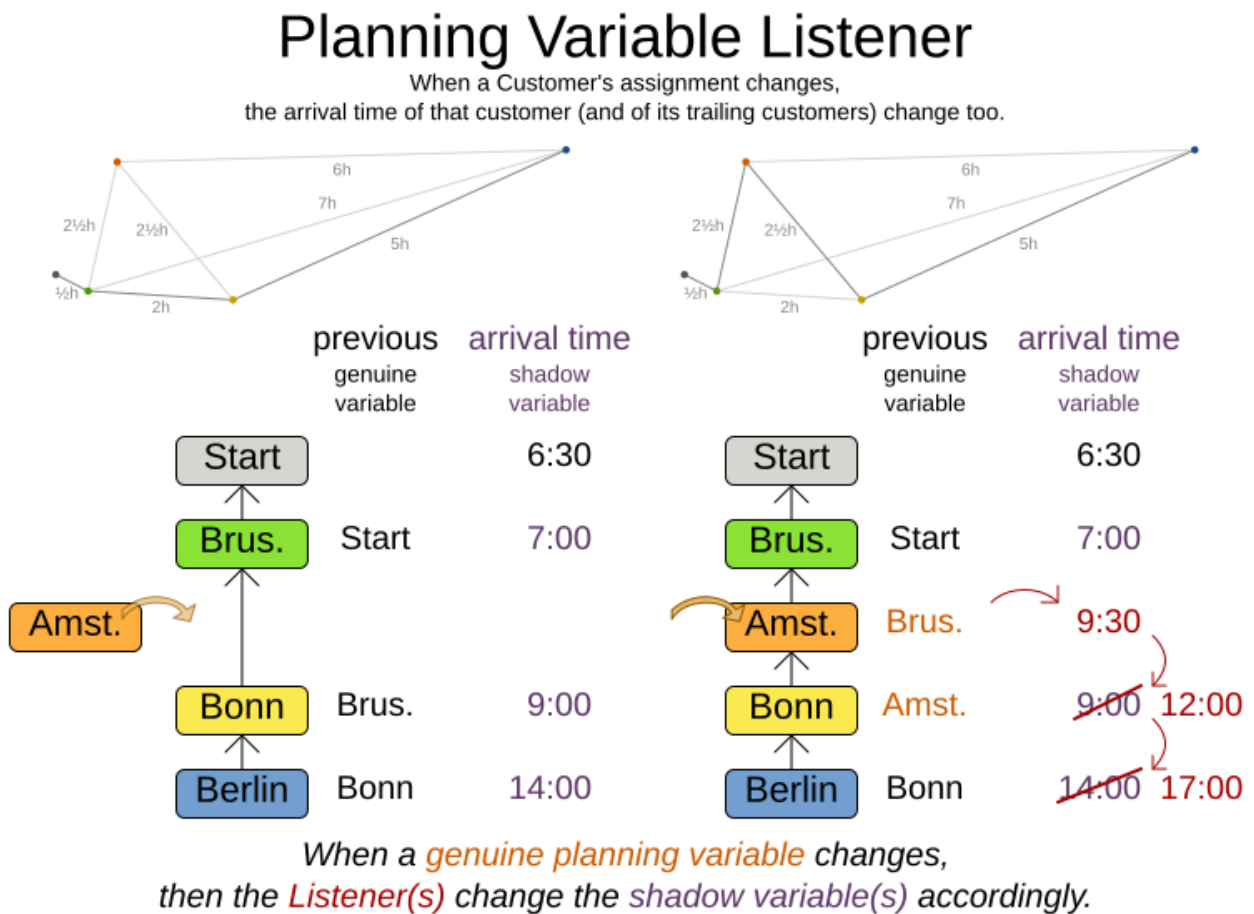 Planning Variable Listener
When a Customer's assignment changes,
the arrival time of that customer (and of its trailing customers) change too.
6h
7h
2½h
2½h
5h
½h
2h
6h
7h
2½h
2½h
5h
½h
2h
previous arrival time
genuine shadow
variable variable
Start 6:30
Brus. Start 7:00
Amst.
Bonn Brus. 9:00
Berlin Bonn 14:00
previous arrival time
genuine shadow
variable variable
Start 6:30
Brus. Start 7:00
Amst. Brus. 9:30
Bonn Amst. 9:00 12:00
Berlin Bonn 14:00 17:00
When a genuine planning variable changes,
then the Listener(s) change the shadow variable(s) accordingly.